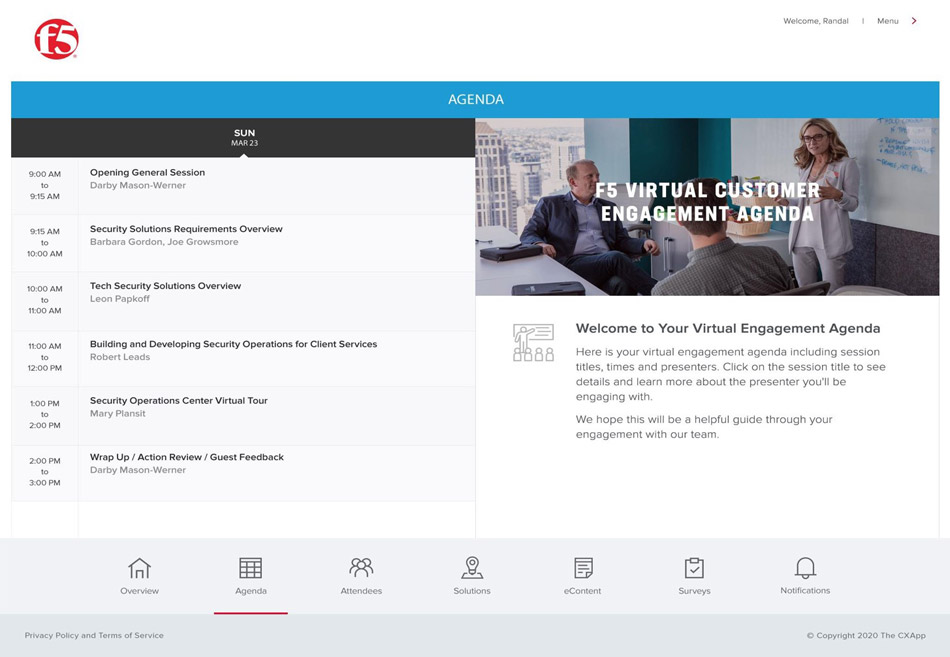 f5
Welcome, Randal | Menu
AGENDA
SUN
MAR 23
9:00 AM
to
9:15 AM
Opening General Session
Darby Mason-Werner
9:15 AM
to
10:00 AM
Security Solutions Requirements Overview
Barbara Gordon, Joe Growsmore
10:00 AM
to
11:00 AM
Tech Security Solutions Overview
Leon Papkoff
11:00 AM
to
12:00 PM
Building and Developing Security Operations for Client Services
Robert Leads
1:00 PM
to
2:00 PM
Security Operations Center Virtual Tour
Mary Plansit
2:00 PM
to
3:00 PM
Wrap Up / Action Review / Guest Feedback
Darby Mason-Werner
F5 VIRTUAL CUSTOMER
ENGAGEMENT AGENDA
Welcome to Your Virtual Engagement Agenda
Here is your virtual engagement agenda including session
titles, times and presenters. Click on the session title to see
details and learn more about the presenter you'll be
engaging with.
We hope this will be a helpful guide through your
engagement with our team.
Overview
Agenda
Attendees
Solutions
eContent
Surveys
Notifications
Privacy Policy and Terms of Service
© Copyright 2020 The CXApp